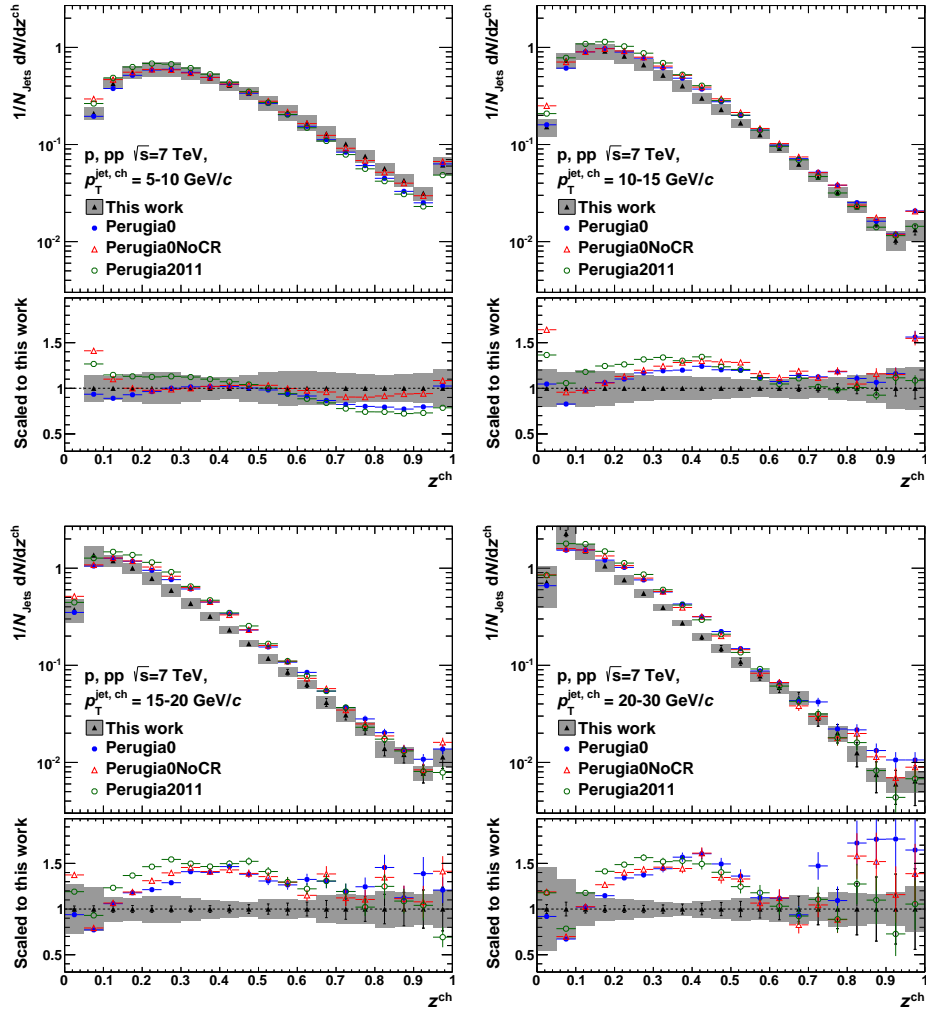 1/N_Jets dN/dz^ch
1
10^-1
10^-2
p, pp √s=7 TeV,
p_T^jet, ch = 5-10 GeV/c
This work
Perugia0
Perugia0NoCR
Perugia2011
Scaled to this work
1.5
1
0.5
0 0.1 0.2 0.3 0.4 0.5 0.6 0.7 0.8 0.9 1
z^ch
1/N_Jets dN/dz^ch
1
10^-1
10^-2
p, pp √s=7 TeV,
p_T^jet, ch = 10-15 GeV/c
This work
Perugia0
Perugia0NoCR
Perugia2011
Scaled to this work
1.5
1
0.5
0 0.1 0.2 0.3 0.4 0.5 0.6 0.7 0.8 0.9 1
z^ch
1/N_Jets dN/dz^ch
1
10^-1
10^-2
p, pp √s=7 TeV,
p_T^jet, ch = 15-20 GeV/c
This work
Perugia0
Perugia0NoCR
Perugia2011
Scaled to this work
1.5
1
0.5
0 0.1 0.2 0.3 0.4 0.5 0.6 0.7 0.8 0.9 1
z^ch
1/N_Jets dN/dz^ch
1
10^-1
10^-2
p, pp √s=7 TeV,
p_T^jet, ch = 20-30 GeV/c
This work
Perugia0
Perugia0NoCR
Perugia2011
Scaled to this work
1.5
1
0.5
0 0.1 0.2 0.3 0.4 0.5 0.6 0.7 0.8 0.9 1
z^ch